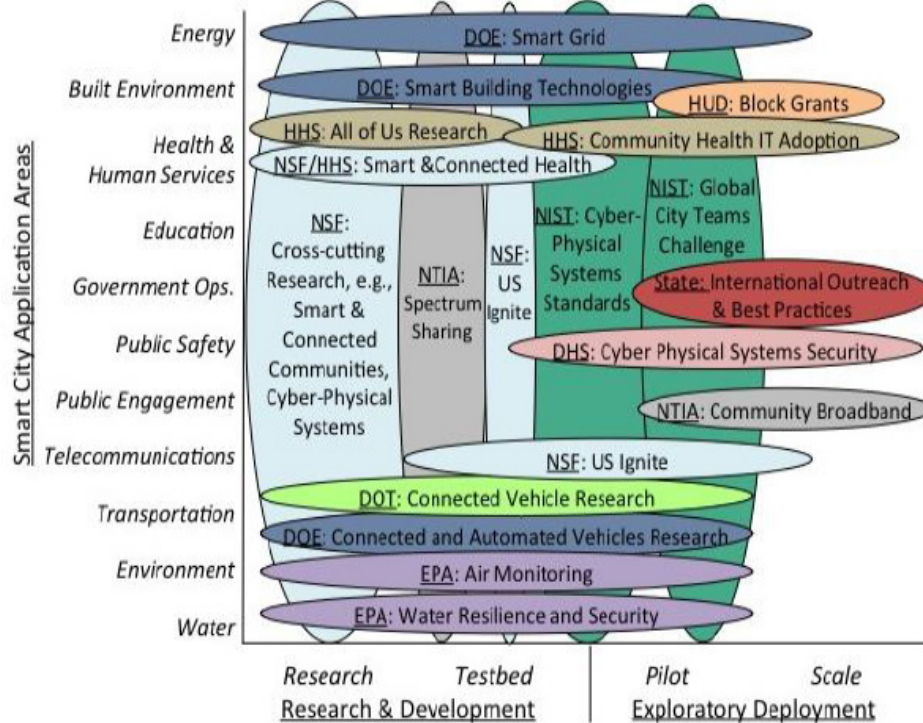 Smart City Application Areas
Energy
Built Environment
Health &
Human Services
Education
Government Ops.
Public Safety
Public Engagement
Telecommunications
Transportation
Environment
Water
DOE: Smart Grid
DOE: Smart Building Technologies
HUD: Block Grants
HHS: All of Us Research
HHS: Community Health IT Adoption
NSF/HHS: Smart &Connected Health
NSF:
Cross-cutting
Research, e.g.,
Smart &
Connected
Communities,
Cyber-Physical
Systems
NTIA:
Spectrum
Sharing
NSF:
US
Ignite
NIST: Cyber-
Physical
Systems
Standards
NIST: Global
City Teams
Challenge
State: International Outreach
& Best Practices
DHS: Cyber Physical Systems Security
NTIA: Community Broadband
NSF: US Ignite
DOT: Connected Vehicle Research
DOE: Connected and Automated Vehicles Research
EPA: Air Monitoring
EPA: Water Resilience and Security
Research
Testbed
Pilot
Scale
Research & Development
Exploratory Deployment